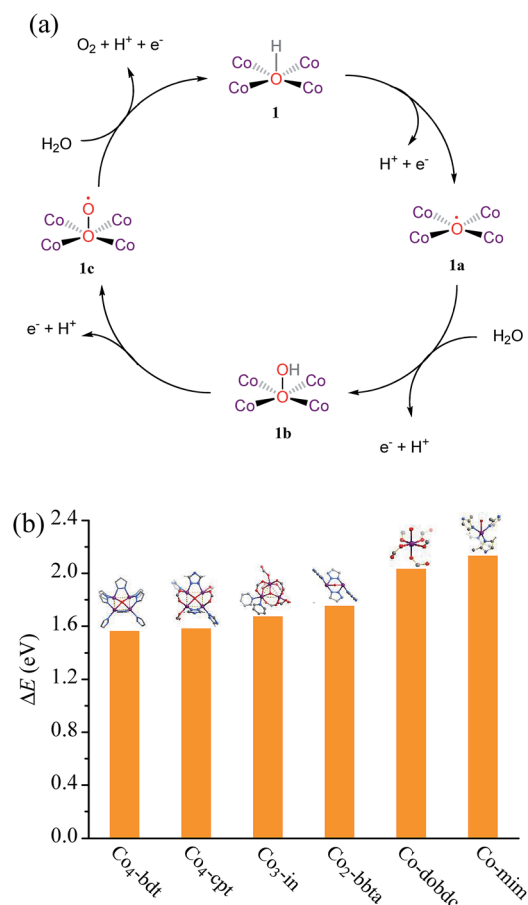 (a)
O₂ + H⁺ + e⁻
H
Co Co
Co O Co
1
H₂O
H⁺ + e⁻
O
Co Co
Co O Co
1c
Co Co
Co O Co
1a
e⁻ + H⁺
H₂O
OH
Co Co
Co O Co
1b
e⁻ + H⁺
(b)
2.4
2.0
1.6
1.2
0.8
0.4
0.0
ΔE (eV)
Co₄-bdt
Co₄-cpt
Co₃-in
Co₂-bbta
Co-dobdc
Co-mim